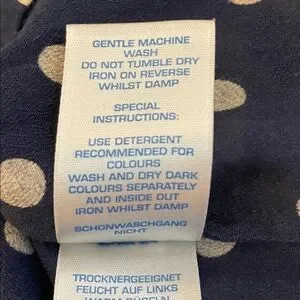 GENTLE MACHINE
WASH
DO NOT TUMBLE DRY
IRON ON REVERSE
WHILST DAMP
SPECIAL
INSTRUCTIONS:
USE DETERGENT
RECOMMENDED FOR
COLOURS
WASH AND DRY DARK
COLOURS SEPARATELY
AND INSIDE OUT
IRON WHILST DAMP
SCHONWASCHGANG
NICHT
TROCKNERGEEIGNET
FEUCHT AUF LINKS